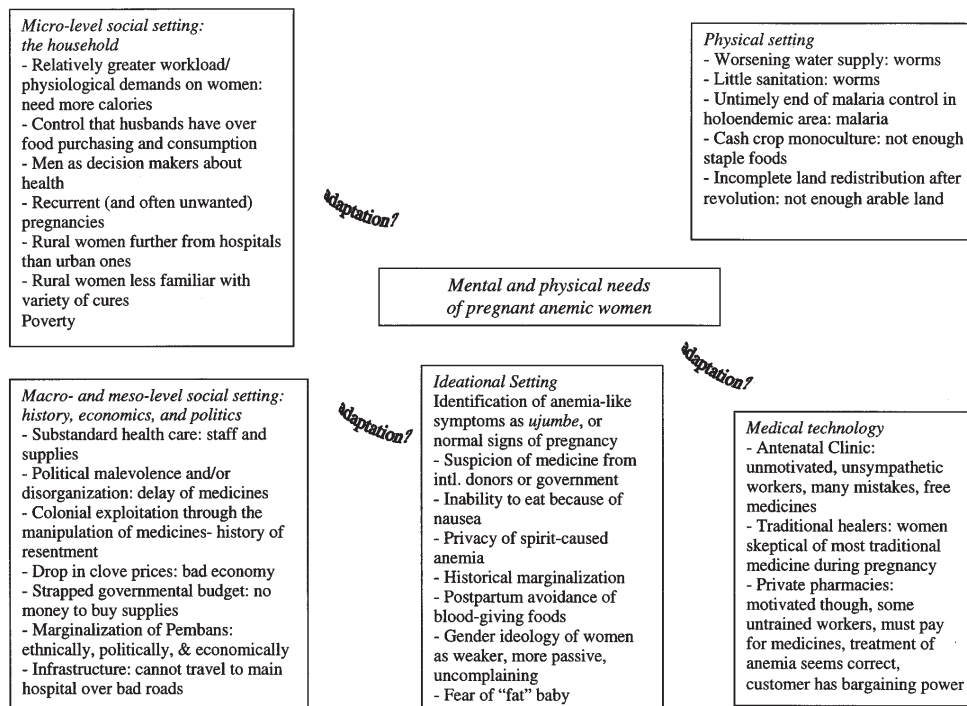 Micro-level social setting:
the household
- Relatively greater workload/
physiological demands on women:
need more calories
- Control that husbands have over
food purchasing and consumption
- Men as decision makers about
health
- Recurrent (and often unwanted)
pregnancies
- Rural women further from hospitals
than urban ones
- Rural women less familiar with
variety of cures
Poverty
Physical setting
- Worsening water supply: worms
- Little sanitation: worms
- Untimely end of malaria control in
holoendemic area: malaria
- Cash crop monoculture: not enough
staple foods
- Incomplete land redistribution after
revolution: not enough arable land
adaptation?
Mental and physical needs
of pregnant anemic women
adaptation?
adaptation?
Macro- and meso-level social setting:
history, economics, and politics
- Substandard health care: staff and
supplies
- Political malevolence and/or
disorganization: delay of medicines
- Colonial exploitation through the
manipulation of medicines- history of
resentment
- Drop in clove prices: bad economy
- Strapped governmental budget: no
money to buy supplies
- Marginalization of Pembans:
ethnically, politically, & economically
- Infrastructure: cannot travel to main
hospital over bad roads
Ideational Setting
Identification of anemia-like
symptoms as ujumbe, or
normal signs of pregnancy
- Suspicion of medicine from
intl. donors or government
- Inability to eat because of
nausea
- Privacy of spirit-caused
anemia
- Historical marginalization
- Postpartum avoidance of
blood-giving foods
- Gender ideology of women
as weaker, more passive,
uncomplaining
- Fear of "fat" baby
Medical technology
- Antenatal Clinic:
unmotivated, unsympathetic
workers, many mistakes, free
medicines
- Traditional healers: women
skeptical of most traditional
medicine during pregnancy
- Private pharmacies:
motivated though, some
untrained workers, must pay
for medicines, treatment of
anemia seems correct,
customer has bargaining power